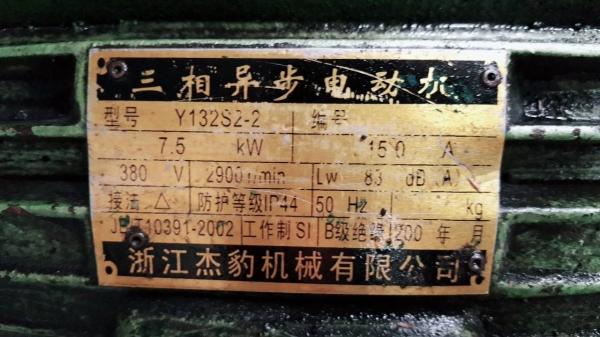 三相异步电动机
型号 Y132S2-2 编号
7.5 kW 15.0 A
380 V 2900 r/min Lw 83 dB(A)
接法 △ 防护等级IP44 50 Hz kg
JB/T10391-2002 工作制 SI B级绝缘 200 年 月
浙江杰豹机械有限公司